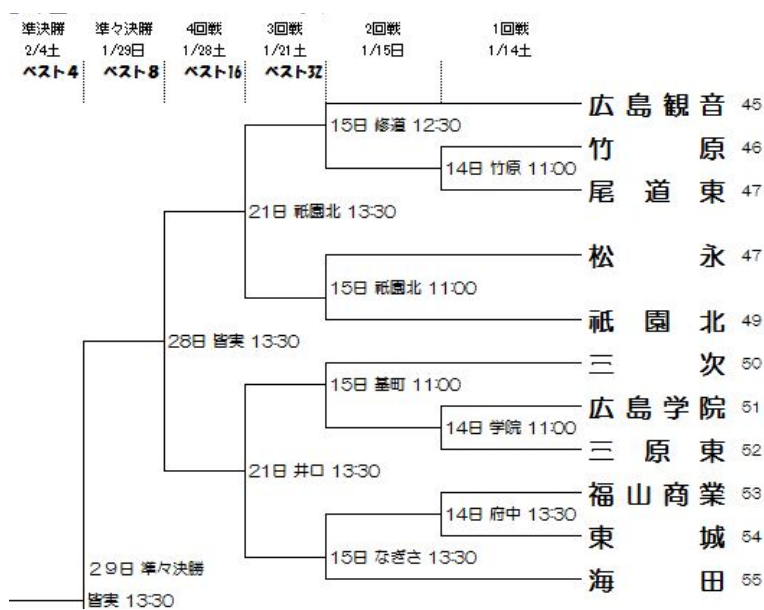 準決勝 準々決勝 4回戦 3回戦 2回戦 1回戦
2/4土 1/29日 1/28土 1/21土 1/15日 1/14土
ベスト4 ベスト8 ベスト16 ベスト32
広島観音 45
15日 修道 12:30
竹原 46
14日 竹原 11:00
尾道東 47
21日 祇園北 13:30
松永 47
15日 祇園北 11:00
祇園北 49
28日 皆実 13:30
三次 50
15日 基町 11:00
広島学院 51
14日 学院 11:00
三原東 52
21日 井口 13:30
福山商業 53
14日 府中 13:30
東城 54
15日 なぎさ 13:30
29日 準々決勝
海田 55
皆実 13:30